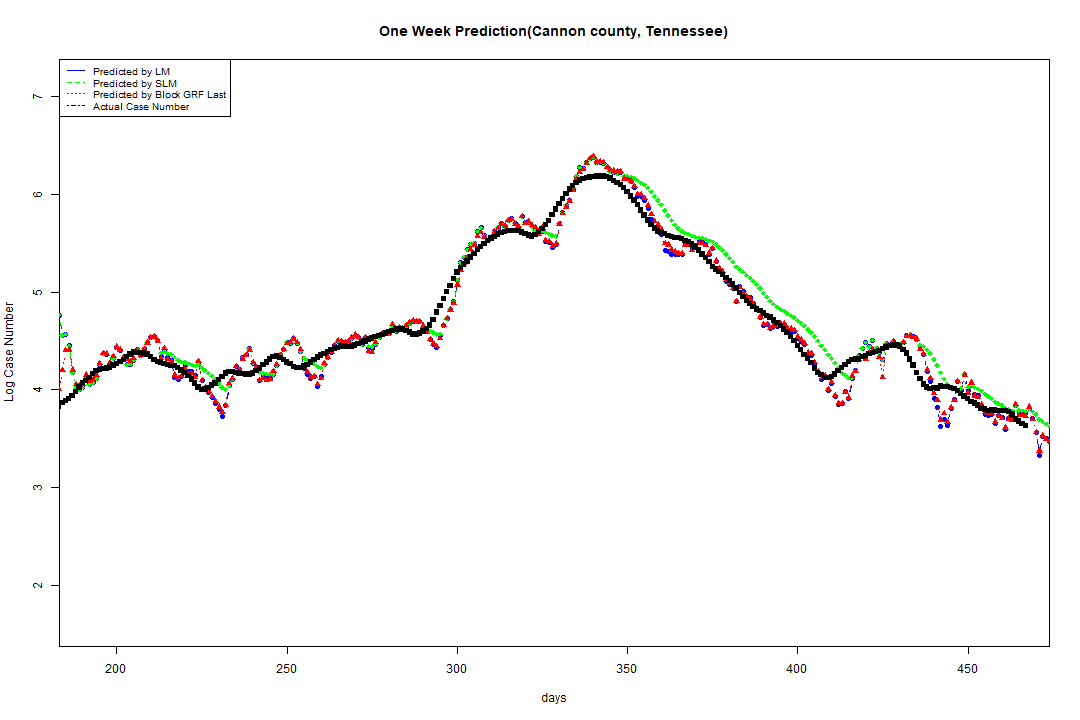 One Week Prediction(Cannon county, Tennessee)
Predicted by LM
Predicted by SLM
Predicted by Block GRF Last
Actual Case Number
Log Case Number
7
6
5
4
3
2
200 250 300 350 400 450
days